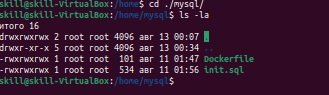 skill@skill-VirtualBox:/home$ cd ./mysql/
skill@skill-VirtualBox:/home/mysql$ ls -la
итого 16
drwxrwxrwx 2 root root 4096 авг 13 00:07 .
drwxr-xr-x 5 root root 4096 авг 13 00:34 ..
-rwxrwxrwx 1 root root  101 авг 11 01:47 Dockerfile
-rwxrwxrwx 1 root root  534 авг 11 01:56 init.sql
skill@skill-VirtualBox:/home/mysql$